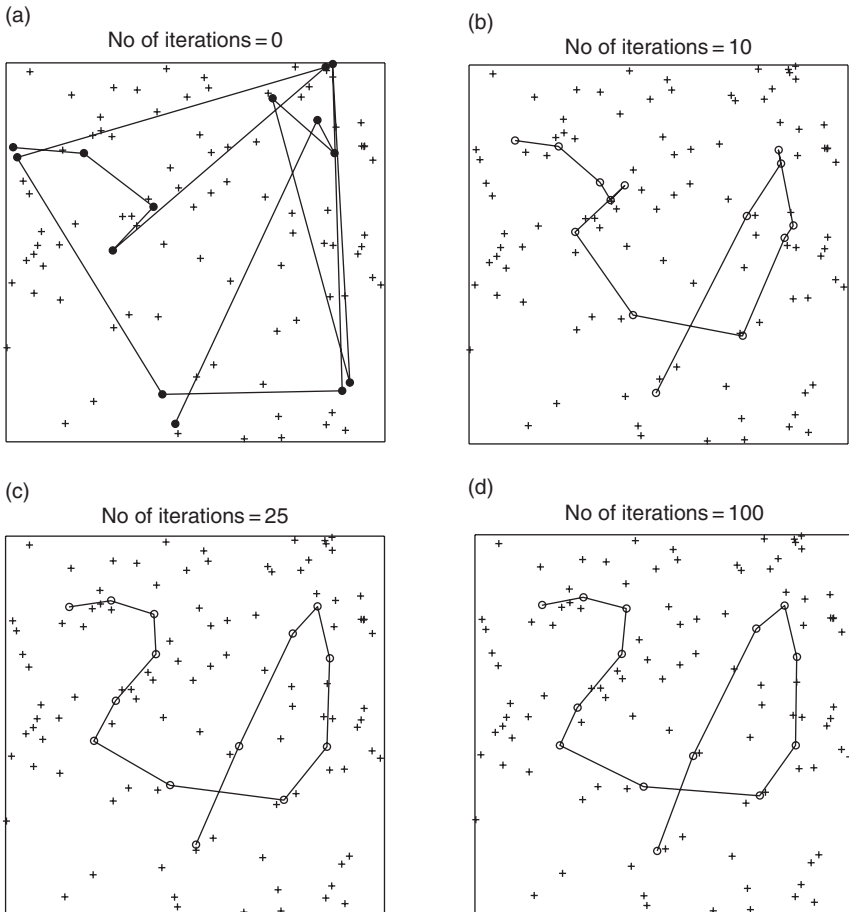 (a)
No of iterations = 0
(b)
No of iterations = 10
(c)
No of iterations = 25
(d)
No of iterations = 100